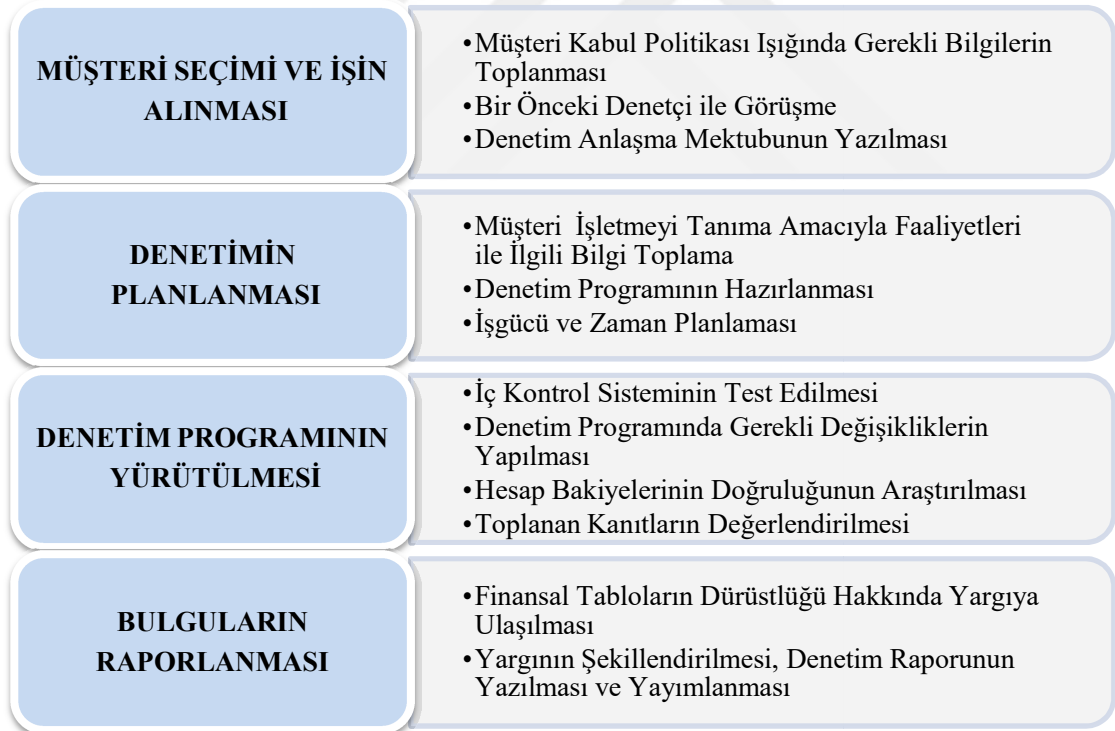 MÜŞTERİ SEÇİMİ VE İŞİN
ALINMASI
•Müşteri Kabul Politikası Işığında Gerekli Bilgilerin
Toplanması
•Bir Önceki Denetçi ile Görüşme
•Denetim Anlaşma Mektubunun Yazılması
DENETİMİN
PLANLANMASI
•Müşteri İşletmeyi Tanıma Amacıyla Faaliyetleri
ile İlgili Bilgi Toplama
•Denetim Programının Hazırlanması
•İşgücü ve Zaman Planlaması
DENETİM PROGRAMININ
YÜRÜTÜLMESİ
•İç Kontrol Sisteminin Test Edilmesi
•Denetim Programında Gerekli Değişikliklerin
Yapılması
•Hesap Bakiyelerinin Doğruluğunun Araştırılması
•Toplanan Kanıtların Değerlendirilmesi
BULGULARIN
RAPORLANMASI
•Finansal Tabloların Dürüstlüğü Hakkında Yargıya
Ulaşılması
•Yargının Şekillendirilmesi, Denetim Raporunun
Yazılması ve Yayımlanması